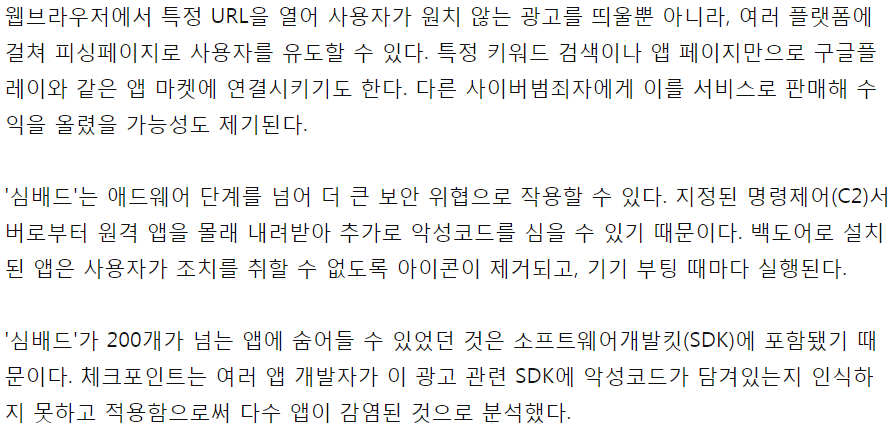 웹브라우저에서 특정 URL을 열어 사용자가 원치 않는 광고를 띄울뿐 아니라, 여러 플랫폼에
걸쳐 피싱페이지로 사용자를 유도할 수 있다. 특정 키워드 검색이나 앱 페이지만으로 구글플
레이와 같은 앱 마켓에 연결시키기도 한다. 다른 사이버범죄자에게 이를 서비스로 판매해 수
익을 올렸을 가능성도 제기된다.
'심배드'는 애드웨어 단계를 넘어 더 큰 보안 위협으로 작용할 수 있다. 지정된 명령제어(C2)서
버로부터 원격 앱을 몰래 내려받아 추가로 악성코드를 심을 수 있기 때문이다. 백도어로 설치
된 앱은 사용자가 조치를 취할 수 없도록 아이콘이 제거되고, 기기 부팅 때마다 실행된다.
'심배드'가 200개가 넘는 앱에 숨어들 수 있었던 것은 소프트웨어개발킷(SDK)에 포함됐기 때
문이다. 체크포인트는 여러 앱 개발자가 이 광고 관련 SDK에 악성코드가 담겨있는지 인식하
지 못하고 적용함으로써 다수 앱이 감염된 것으로 분석했다.